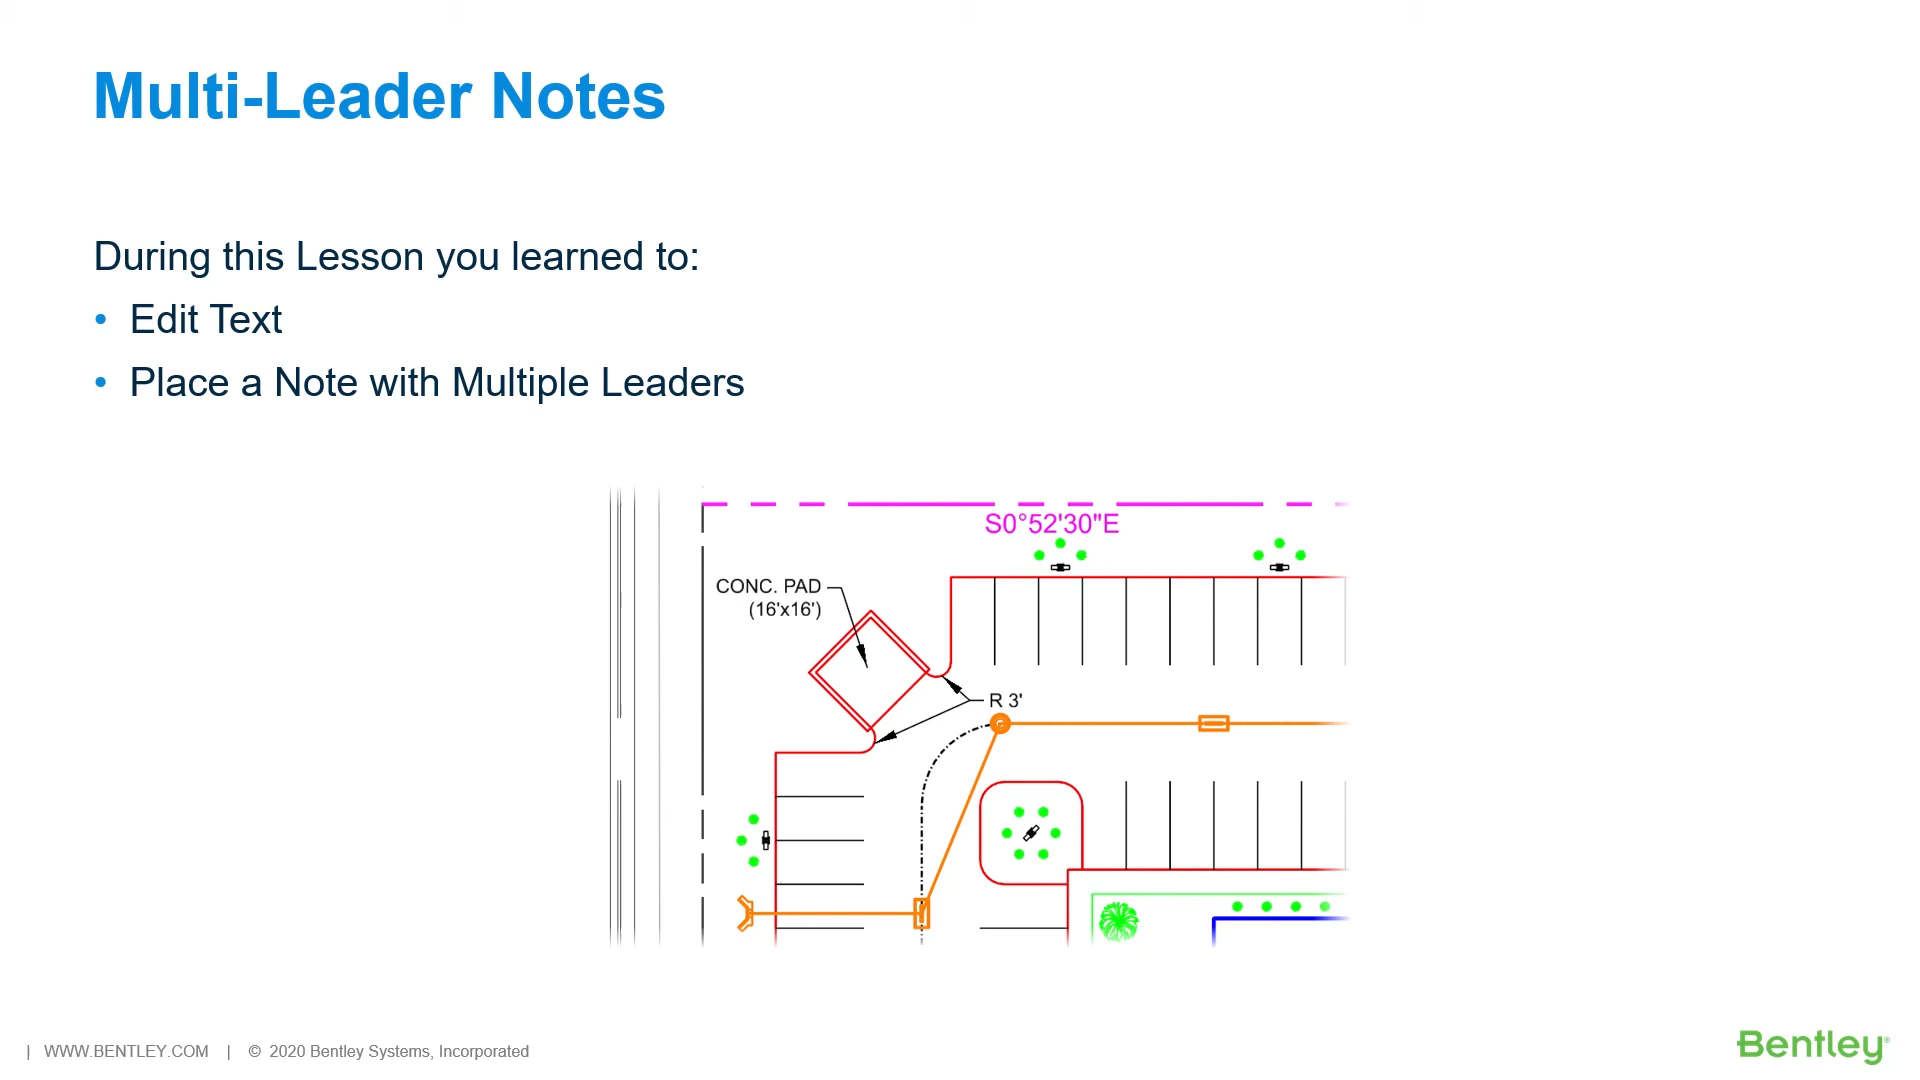 Multi-Leader Notes
During this Lesson you learned to:
• Edit Text
• Place a Note with Multiple Leaders
S0°52'30"E
CONC. PAD
(16'x16')
R 3'
| WWW.BENTLEY.COM | © 2020 Bentley Systems, Incorporated
Bentley®